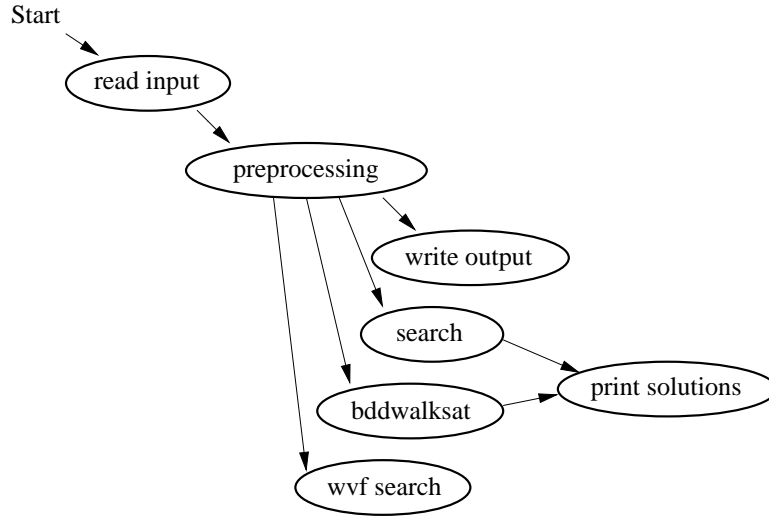 Start
read input
preprocessing
write output
search
print solutions
bddwalksat
wvf search